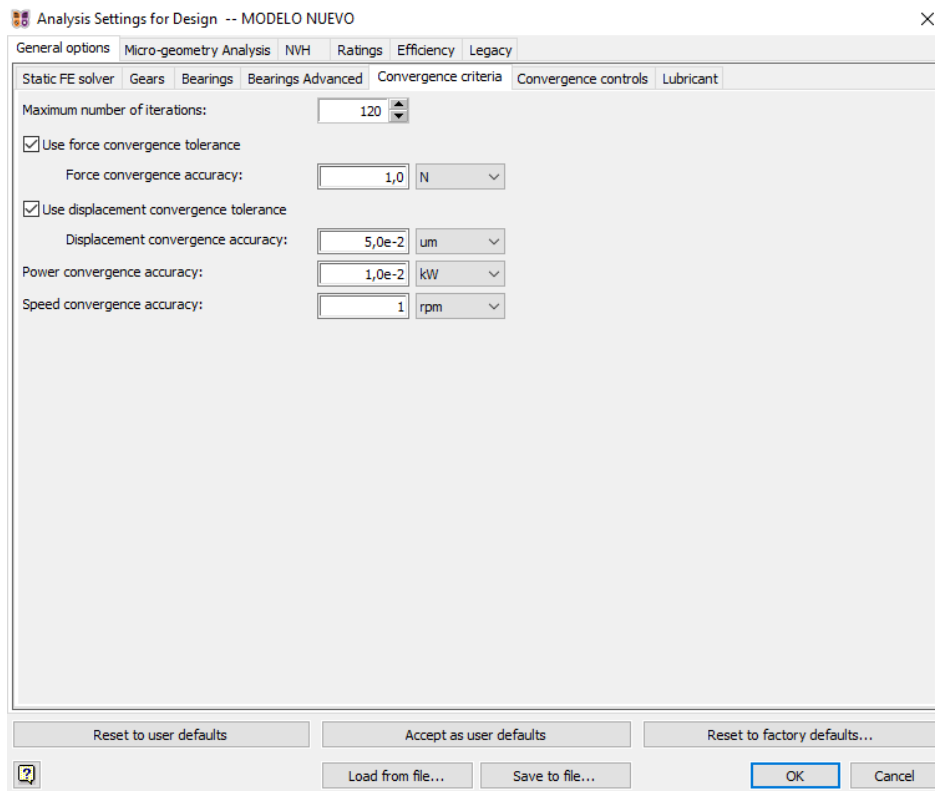 Analysis Settings for Design -- MODELO NUEVO
General options Micro-geometry Analysis NVH Ratings Efficiency Legacy
Static FE solver Gears Bearings Bearings Advanced Convergence criteria Convergence controls Lubricant
Maximum number of iterations: 120
Use force convergence tolerance
Force convergence accuracy: 1,0 N
Use displacement convergence tolerance
Displacement convergence accuracy: 5,0e-2 um
Power convergence accuracy: 1,0e-2 kW
Speed convergence accuracy: 1 rpm
Reset to user defaults Accept as user defaults Reset to factory defaults...
Load from file... Save to file... OK Cancel